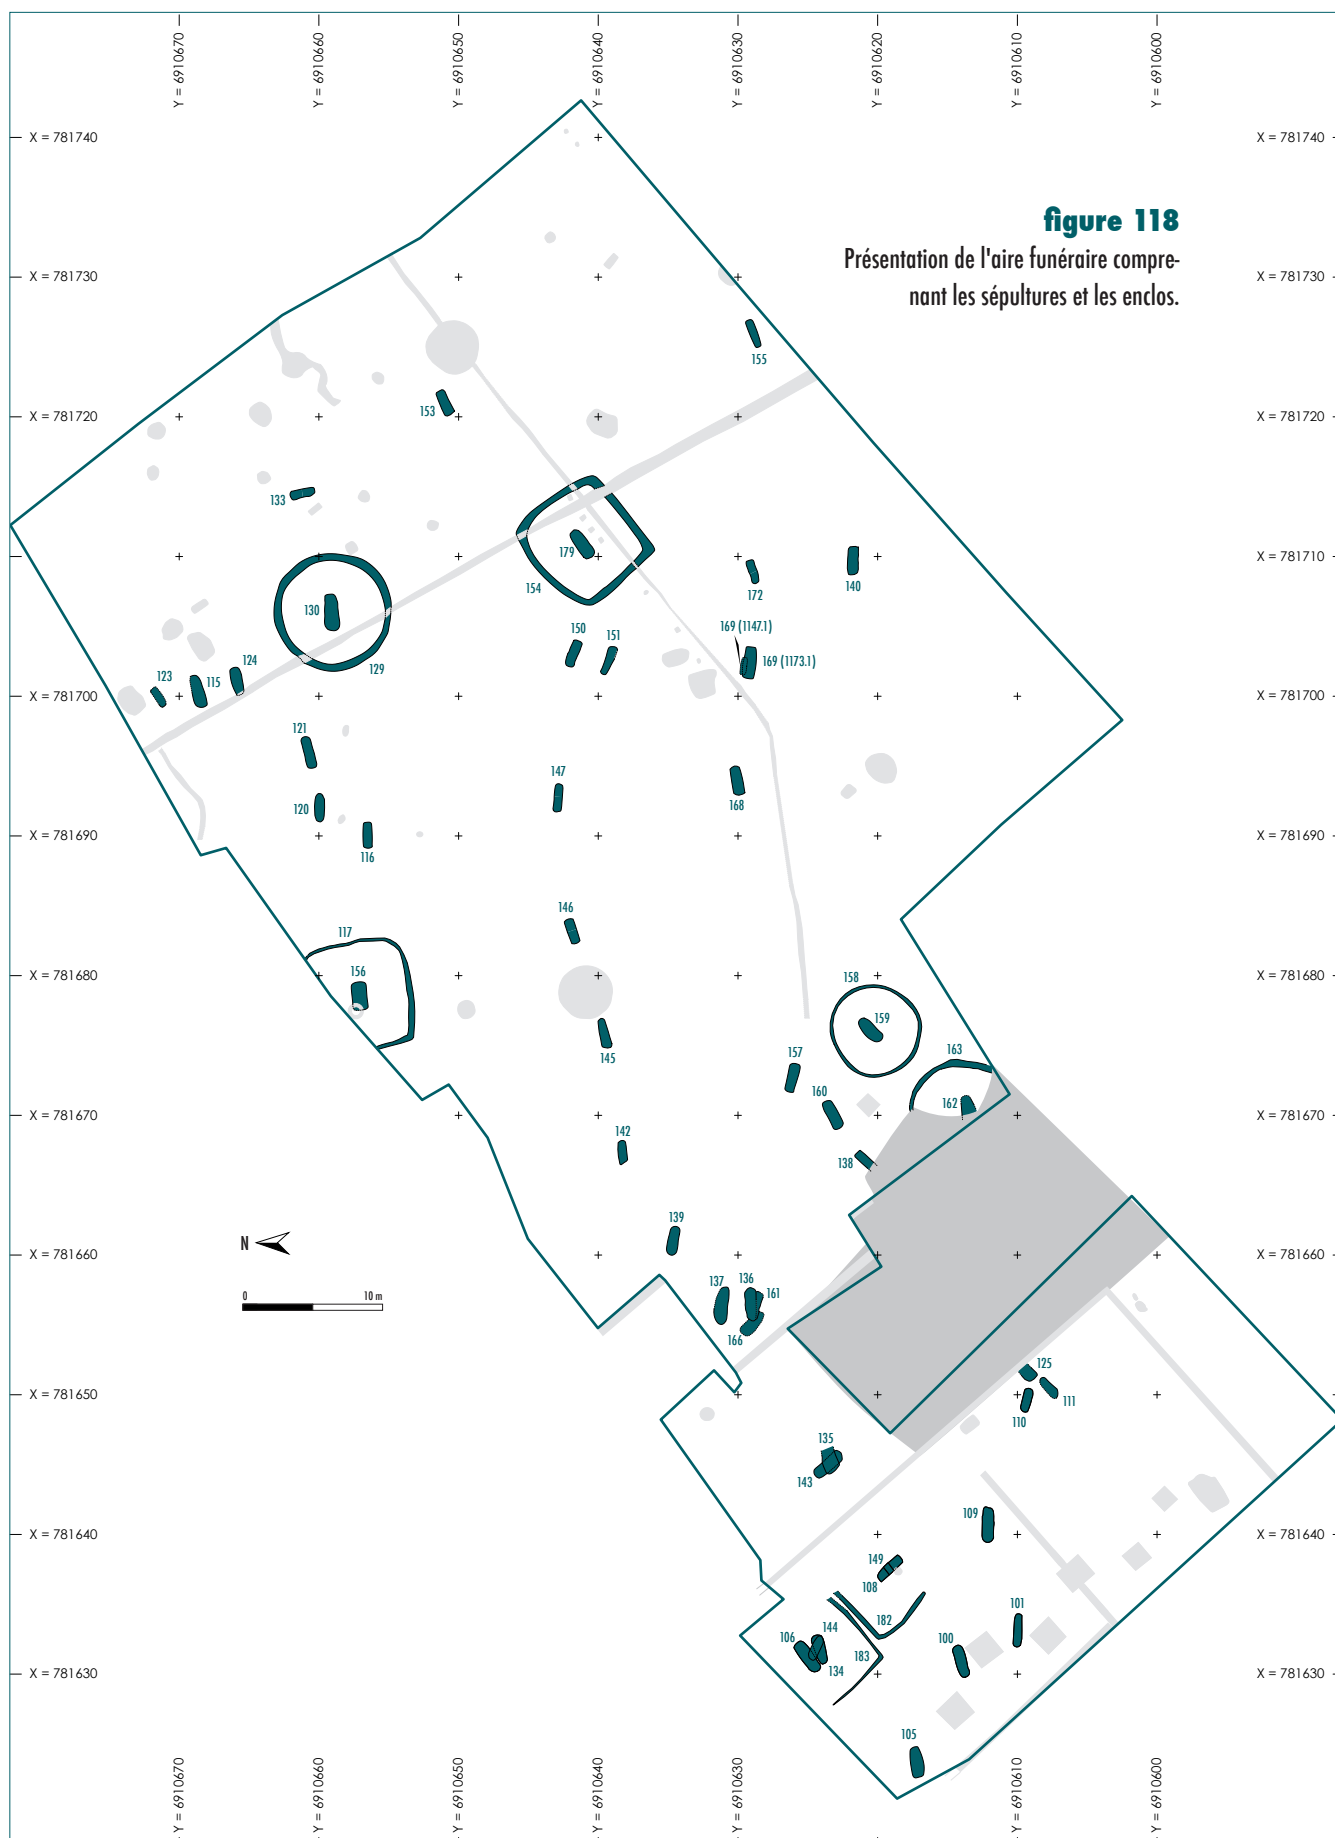 Y = 6910670
Y = 6910660
Y = 6910650
Y = 6910640
Y = 6910630
Y = 6910620
Y = 6910610
Y = 6910600
X = 781740
X = 781740
figure 118
Présentation de l'aire funéraire compre-
nant les sépultures et les enclos.
X = 781730
X = 781730
155
X = 781720
153
X = 781720
133
179
154
X = 781710
172
140
X = 781710
130
150
151
169 (1147.1)
169 (1173.1)
129
124
123
115
X = 781700
X = 781700
121
147
168
120
X = 781690
116
X = 781690
146
117
156
X = 781680
158
X = 781680
159
145
157
163
160
162
X = 781670
X = 781670
142
138
139
N
X = 781660
X = 781660
137
136
161
0
10 m
166
125
X = 781650
111
110
X = 781650
135
143
109
X = 781640
X = 781640
149
108
101
182
144
106
100
183
134
X = 781630
X = 781630
105
Y = 6910670
Y = 6910660
Y = 6910650
Y = 6910640
Y = 6910630
Y = 6910610
Y = 6910600